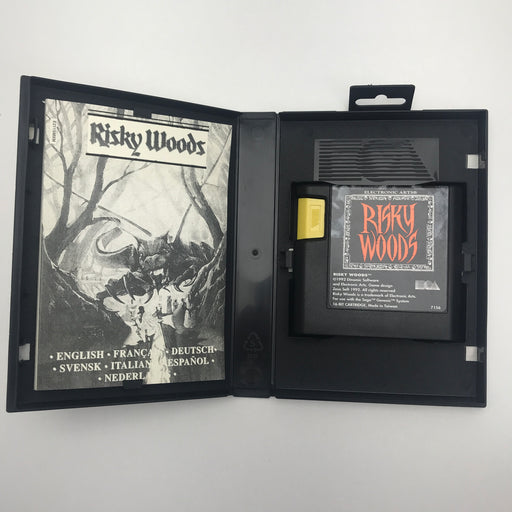 Risky Woods
· ENGLISH · FRANÇAIS · DEUTSCH ·
· SVENSK · ITALIANO · ESPAÑOL ·
· NEDERL
ELECTRONIC ARTS®
RISKY
WOODS
RISKY WOODS™
©1992 Dinamic Software
and Electronic Arts. Game design
Zeus Soft 1992. All rights reserved
Risky Woods is a trademark of Electronic Arts.
For use with the Sega™ Genesis™ System
16-BIT CARTRIDGE, Made in Taiwan
7156